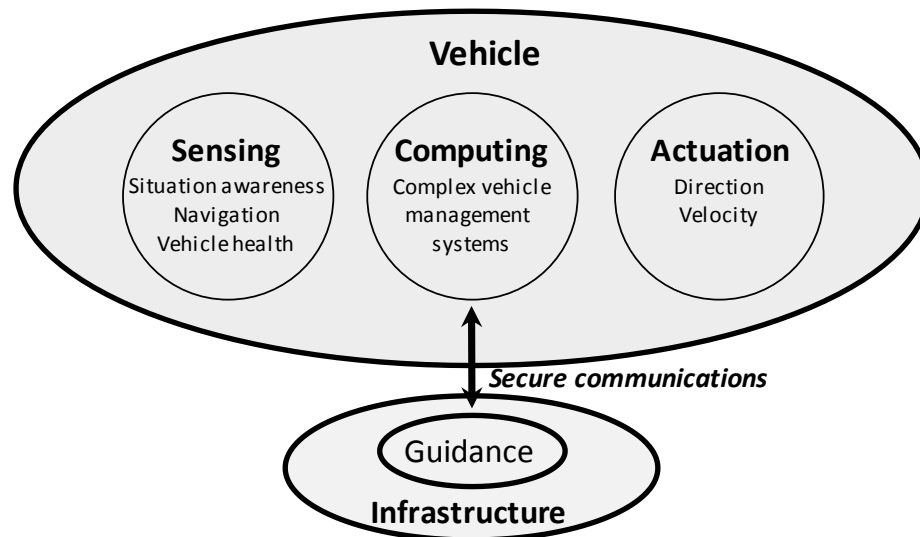 Vehicle
Sensing
Situation awareness
Navigation
Vehicle health
Computing
Complex vehicle
management
systems
Actuation
Direction
Velocity
Secure communications
Guidance
Infrastructure